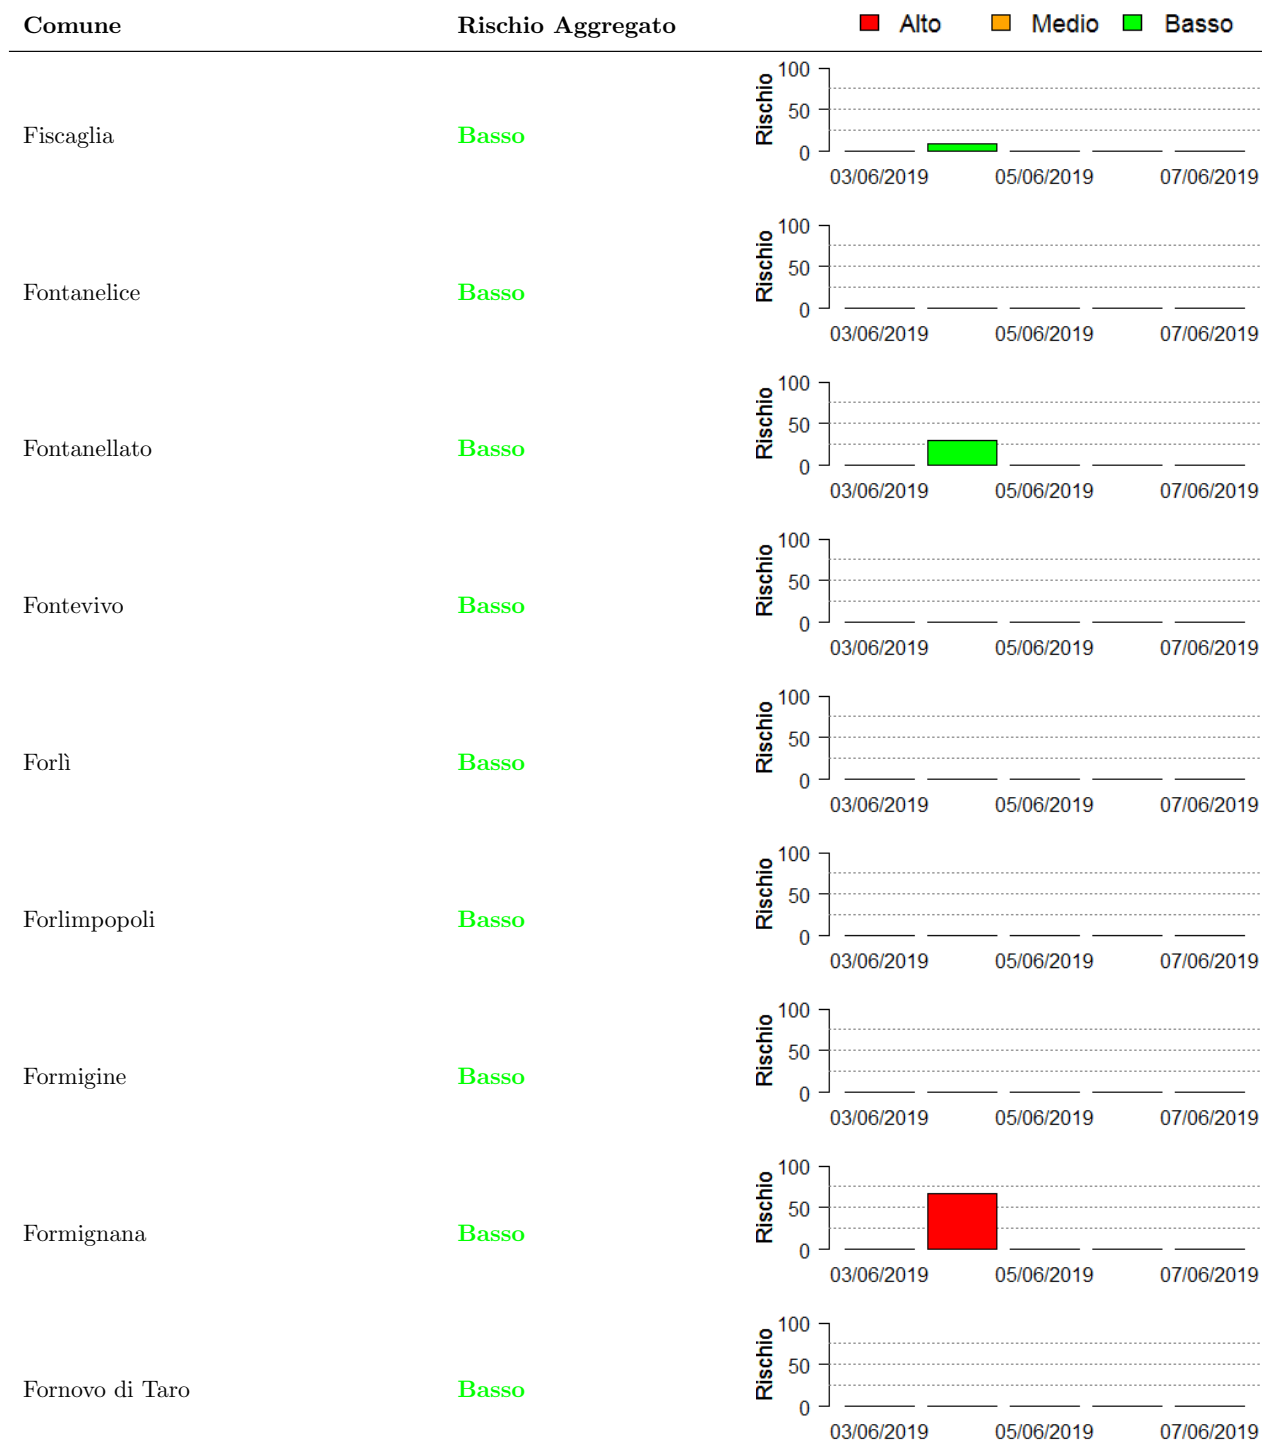 Comune Rischio Aggregato Alto Medio Basso
Fiscaglia Basso Rischio 100 50 0
03/06/2019 05/06/2019 07/06/2019
Fontanelice Basso Rischio 100 50 0
03/06/2019 05/06/2019 07/06/2019
Fontanellato Basso Rischio 100 50 0
03/06/2019 05/06/2019 07/06/2019
Fontevivo Basso Rischio 100 50 0
03/06/2019 05/06/2019 07/06/2019
Forlì Basso Rischio 100 50 0
03/06/2019 05/06/2019 07/06/2019
Forlimpopoli Basso Rischio 100 50 0
03/06/2019 05/06/2019 07/06/2019
Formigine Basso Rischio 100 50 0
03/06/2019 05/06/2019 07/06/2019
Formignana Basso Rischio 100 50 0
03/06/2019 05/06/2019 07/06/2019
Fornovo di Taro Basso Rischio 100 50 0
03/06/2019 05/06/2019 07/06/2019